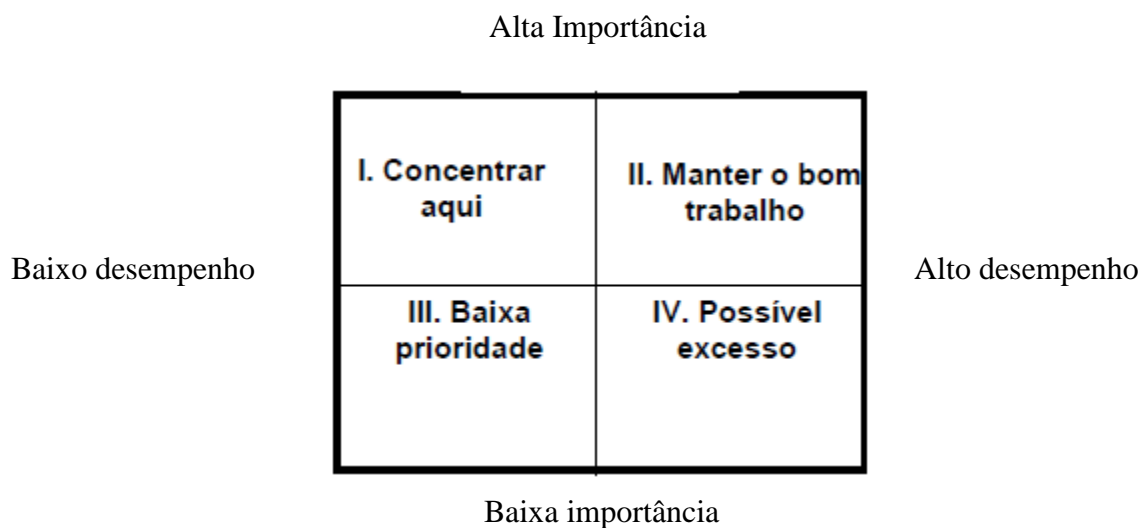 Alta Importância
I. Concentrar
aqui
II. Manter o bom
trabalho
Baixo desempenho
Alto desempenho
III. Baixa
prioridade
IV. Possível
excesso
Baixa importância